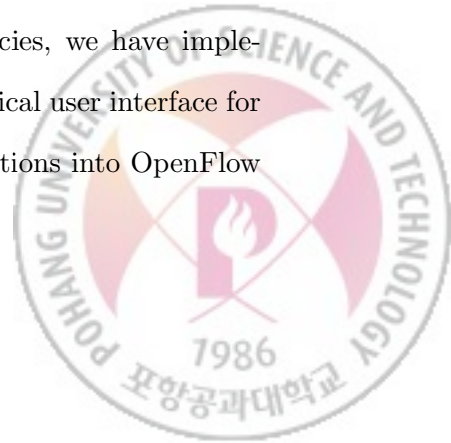 cies, we have imple-
ical user interface for
tions into OpenFlow
POHANG UNIVERSITY OF SCIENCE AND TECHNOLOGY
1986
포항공과대학교